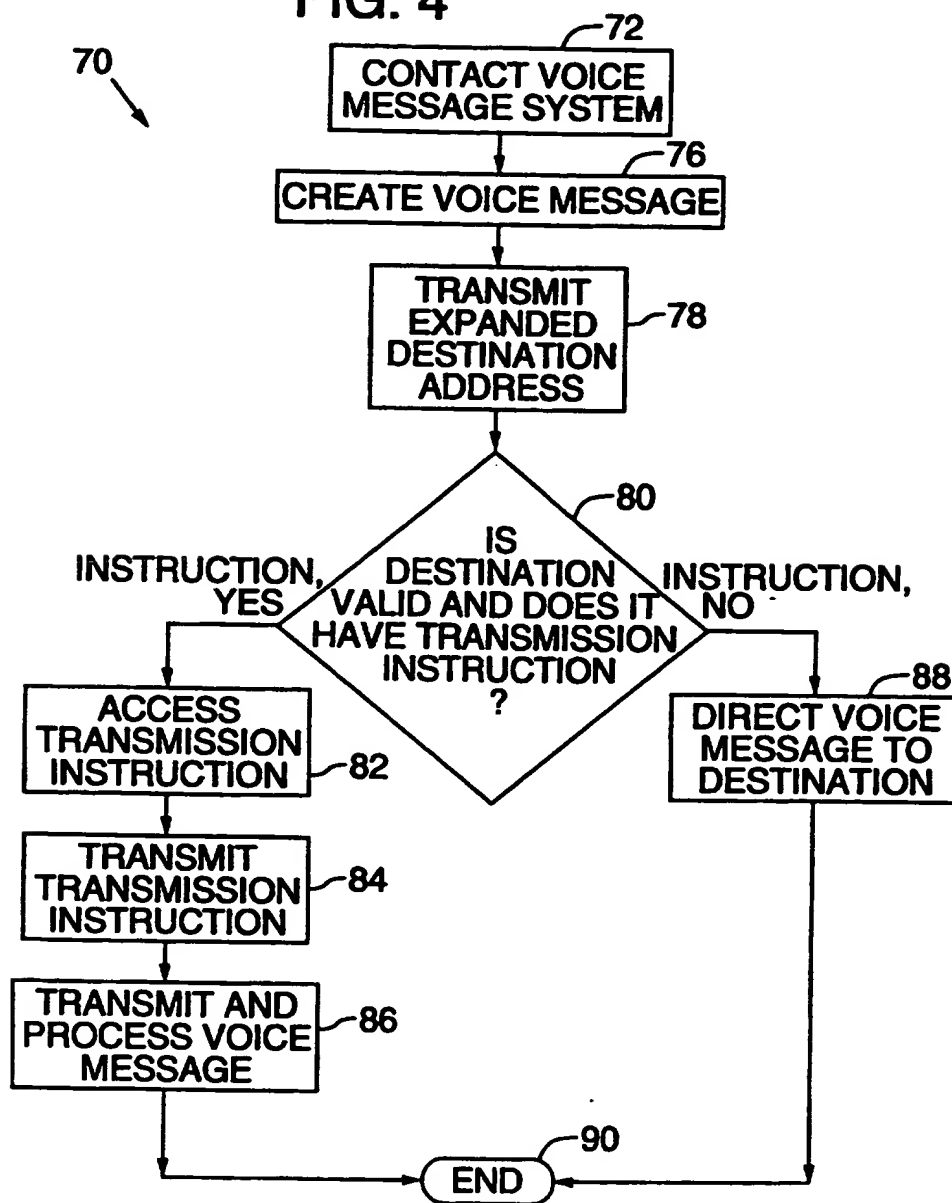 FIG. 4
70
72
CONTACT VOICE
MESSAGE SYSTEM
76
CREATE VOICE MESSAGE
TRANSMIT
EXPANDED
DESTINATION
ADDRESS
78
80
IS
DESTINATION
VALID AND DOES IT
HAVE TRANSMISSION
INSTRUCTION
?
INSTRUCTION,
YES
INSTRUCTION,
NO
ACCESS
TRANSMISSION
INSTRUCTION
82
88
DIRECT VOICE
MESSAGE TO
DESTINATION
TRANSMIT
TRANSMISSION
INSTRUCTION
84
TRANSMIT AND
PROCESS VOICE
MESSAGE
86
90
END